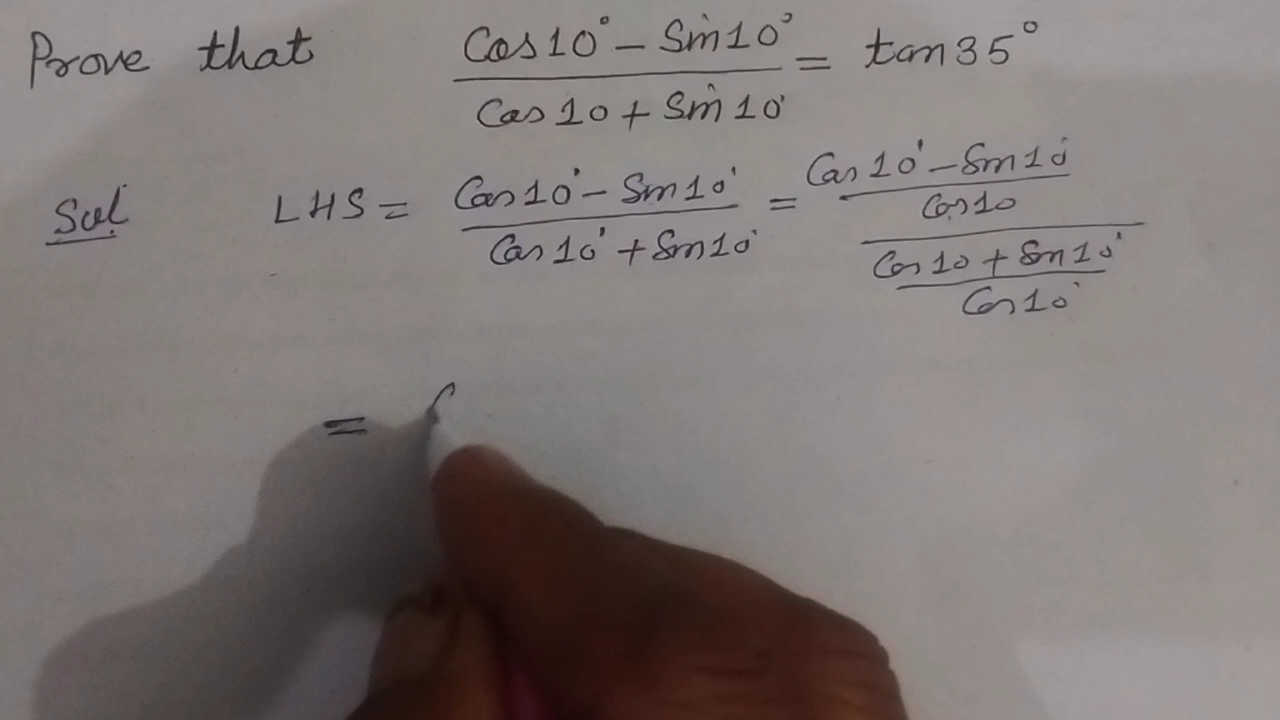 Prove that (Cos10° - Sin10°)/(Cos10 + Sin10°) = tan35°
Sol LHS = (Cos10° - Sin10°)/(Cos10° + Sin10°) = ((Cos10° - Sin10°)/(Cos10))/((Cos10 + Sin10°)/(Cos10°))
=